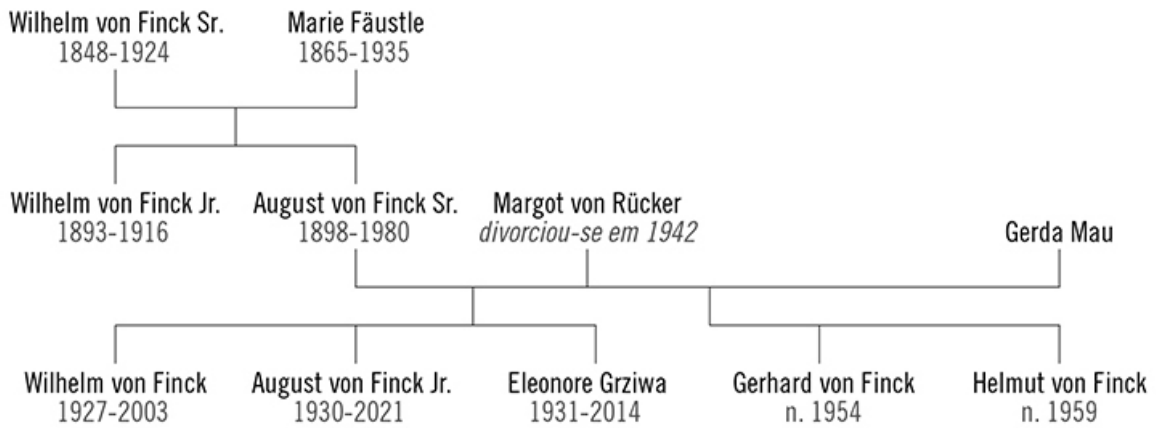 Wilhelm von Finck Sr.
1848-1924
Marie Fäustle
1865-1935
Wilhelm von Finck Jr.
1893-1916
August von Finck Sr.
1898-1980
Margot von Rücker
divorciou-se em 1942
Gerda Mau
Wilhelm von Finck
1927-2003
August von Finck Jr.
1930-2021
Eleonore Grziwa
1931-2014
Gerhard von Finck
n. 1954
Helmut von Finck
n. 1959